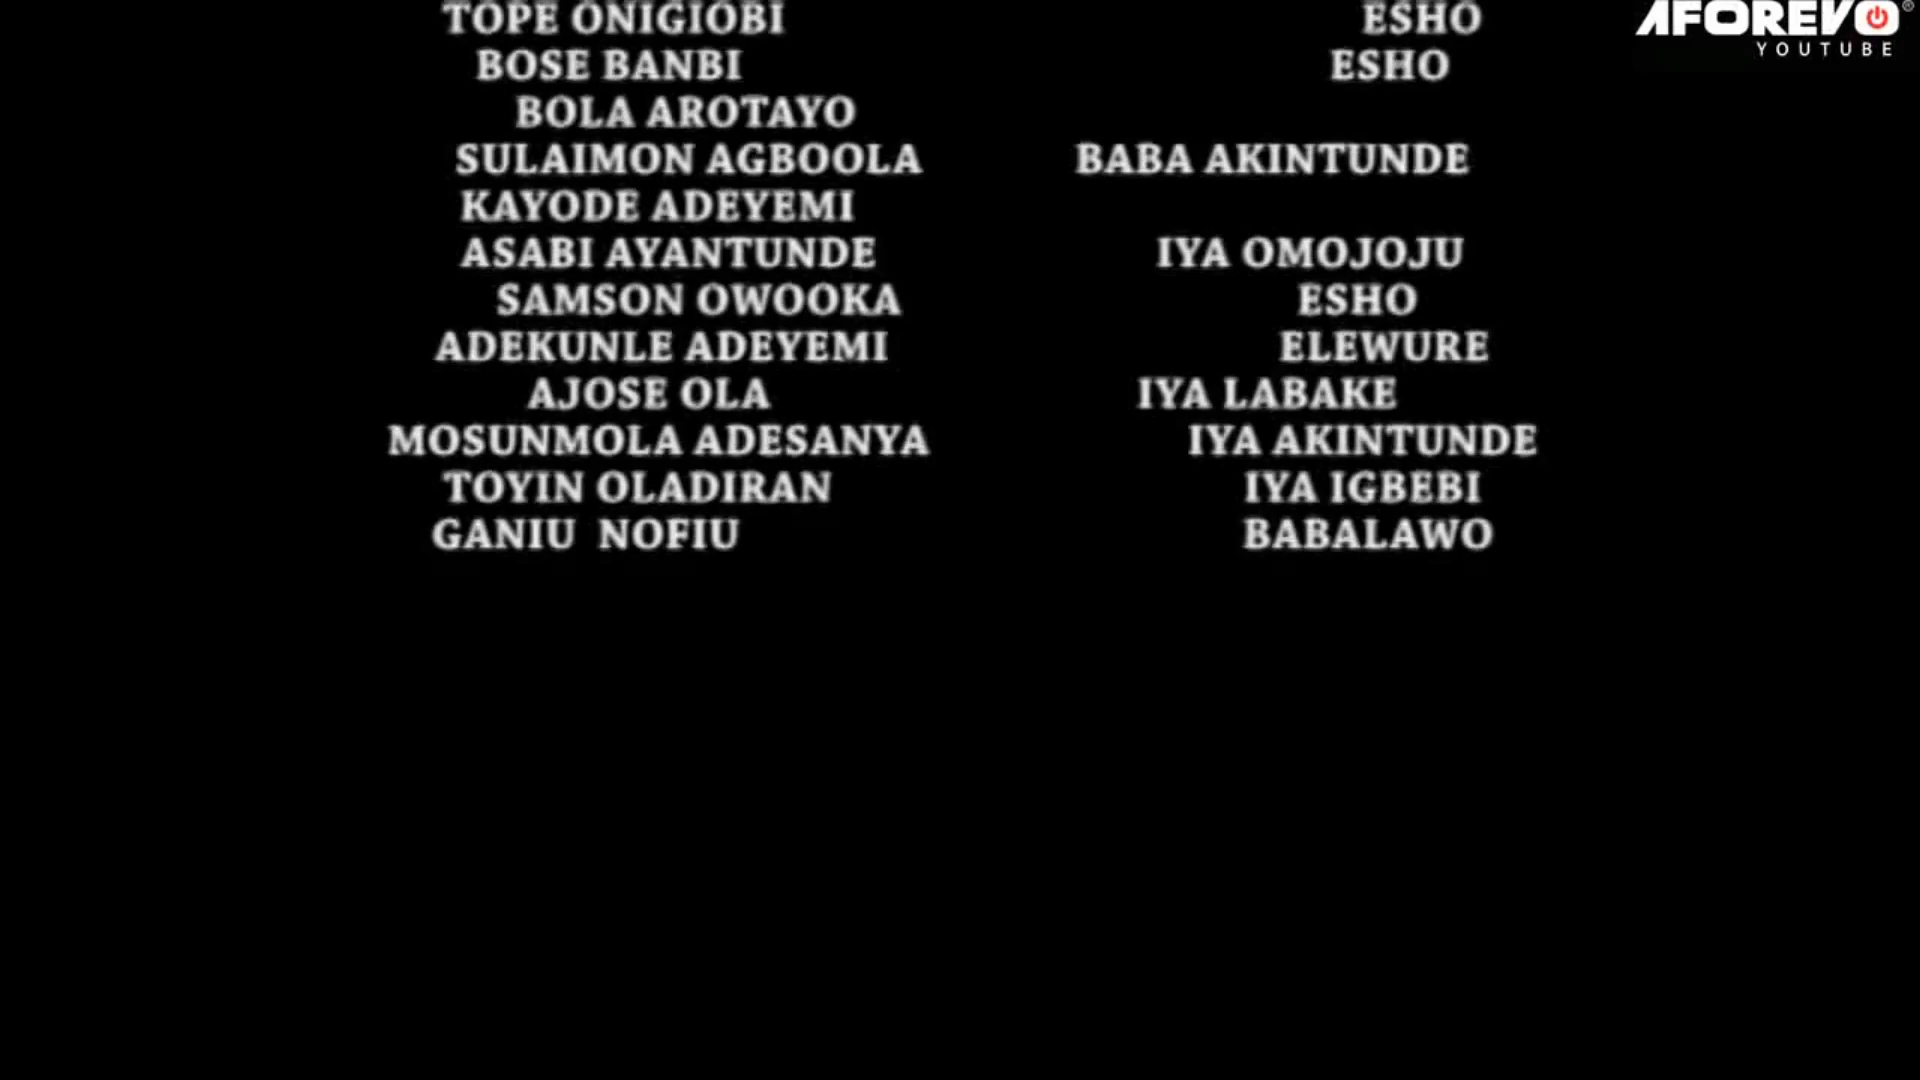 TOPE ONIGIOBI ESHO
BOSE BANBI ESHO
BOLA AROTAYO
SULAIMON AGBOOLA BABA AKINTUNDE
KAYODE ADEYEMI
ASABI AYANTUNDE IYA OMOJOJU
SAMSON OWOOKA ESHO
ADEKUNLE ADEYEMI ELEWURE
AJOSE OLA IYA LABAKE
MOSUNMOLA ADESANYA IYA AKINTUNDE
TOYIN OLADIRAN IYA IGBEBI
GANIU NOFIU BABALAWO
AFOREVO®
YOUTUBE